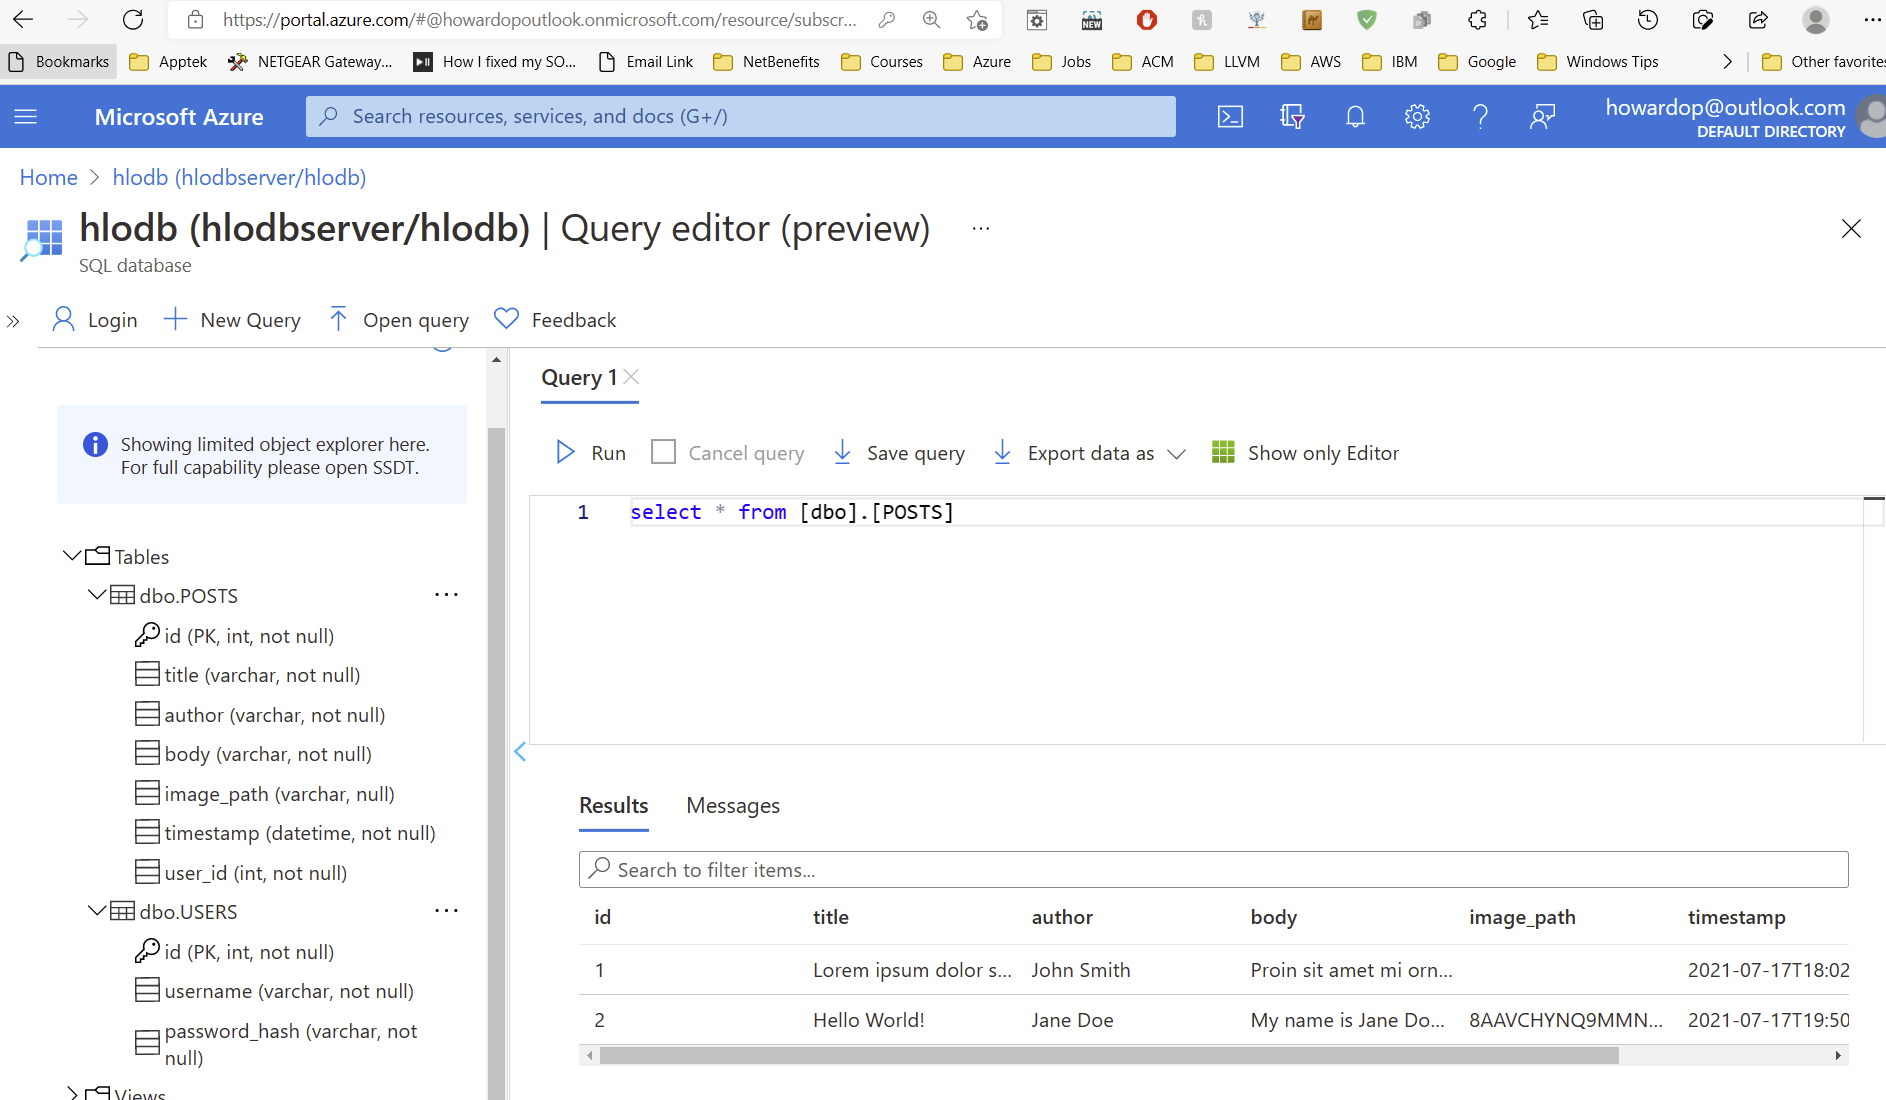 https://portal.azure.com/#@howardopoutlook.onmicrosoft.com/resource/subscr...
NEW
Bookmarks Apptek NETGEAR Gateway... How I fixed my SO... Email Link NetBenefits Courses Azure Jobs ACM LLVM AWS IBM Google Windows Tips Other favorites
Microsoft Azure Search resources, services, and docs (G+/) howardop@outlook.com
DEFAULT DIRECTORY
Home > hlodb (hlodbserver/hlodb)
hlodb (hlodbserver/hlodb) | Query editor (preview) ...
SQL database
Login New Query Open query Feedback
Query 1
Showing limited object explorer here.
For full capability please open SSDT.
Run Cancel query Save query Export data as Show only Editor
1 select * from [dbo].[POSTS]
Tables
dbo.POSTS ...
id (PK, int, not null)
title (varchar, not null)
author (varchar, not null)
body (varchar, not null)
image_path (varchar, null)
timestamp (datetime, not null)
user_id (int, not null)
dbo.USERS ...
id (PK, int, not null)
username (varchar, not null)
password_hash (varchar, not
null)
Views
Results Messages
Search to filter items...
id title author body image_path timestamp
1 Lorem ipsum dolor s... John Smith Proin sit amet mi orn... 2021-07-17T18:02
2 Hello World! Jane Doe My name is Jane Do... 8AAVCHYNQ9MMN... 2021-07-17T19:50